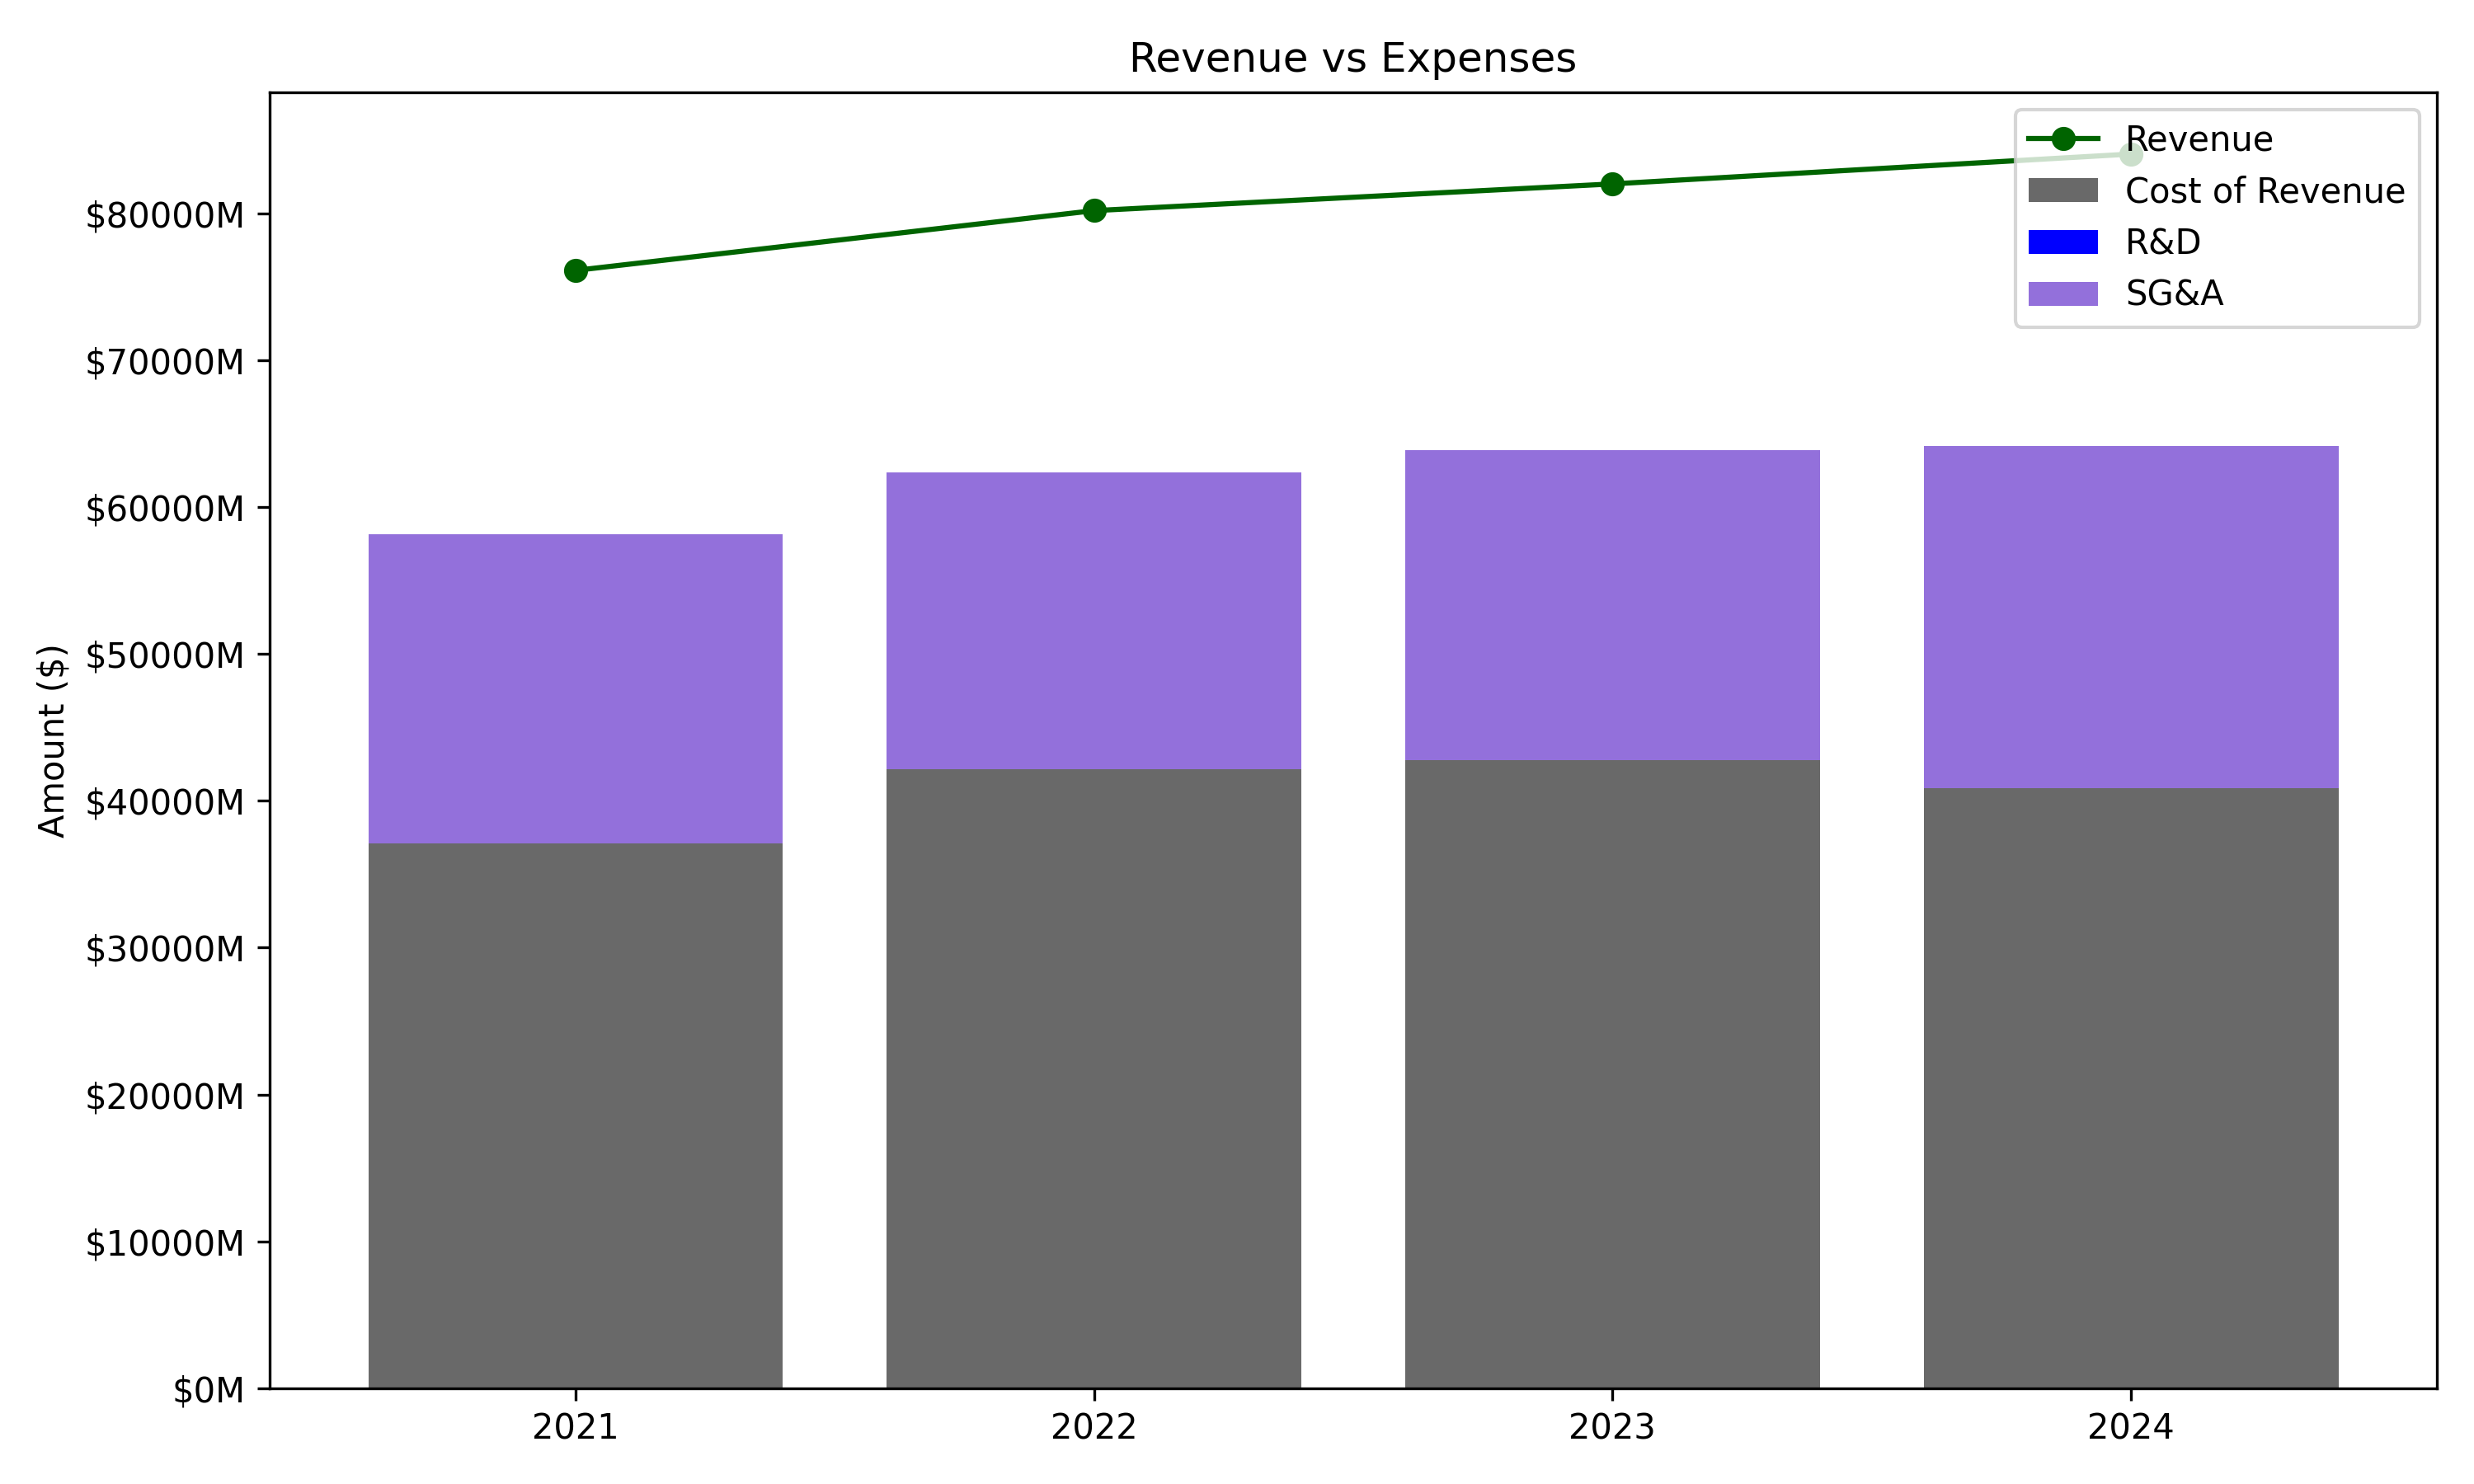 Revenue vs Expenses
Revenue
Cost of Revenue
R&D
SG&A
Amount ($)
$80000M
$70000M
$60000M
$50000M
$40000M
$30000M
$20000M
$10000M
$0M
2021
2022
2023
2024